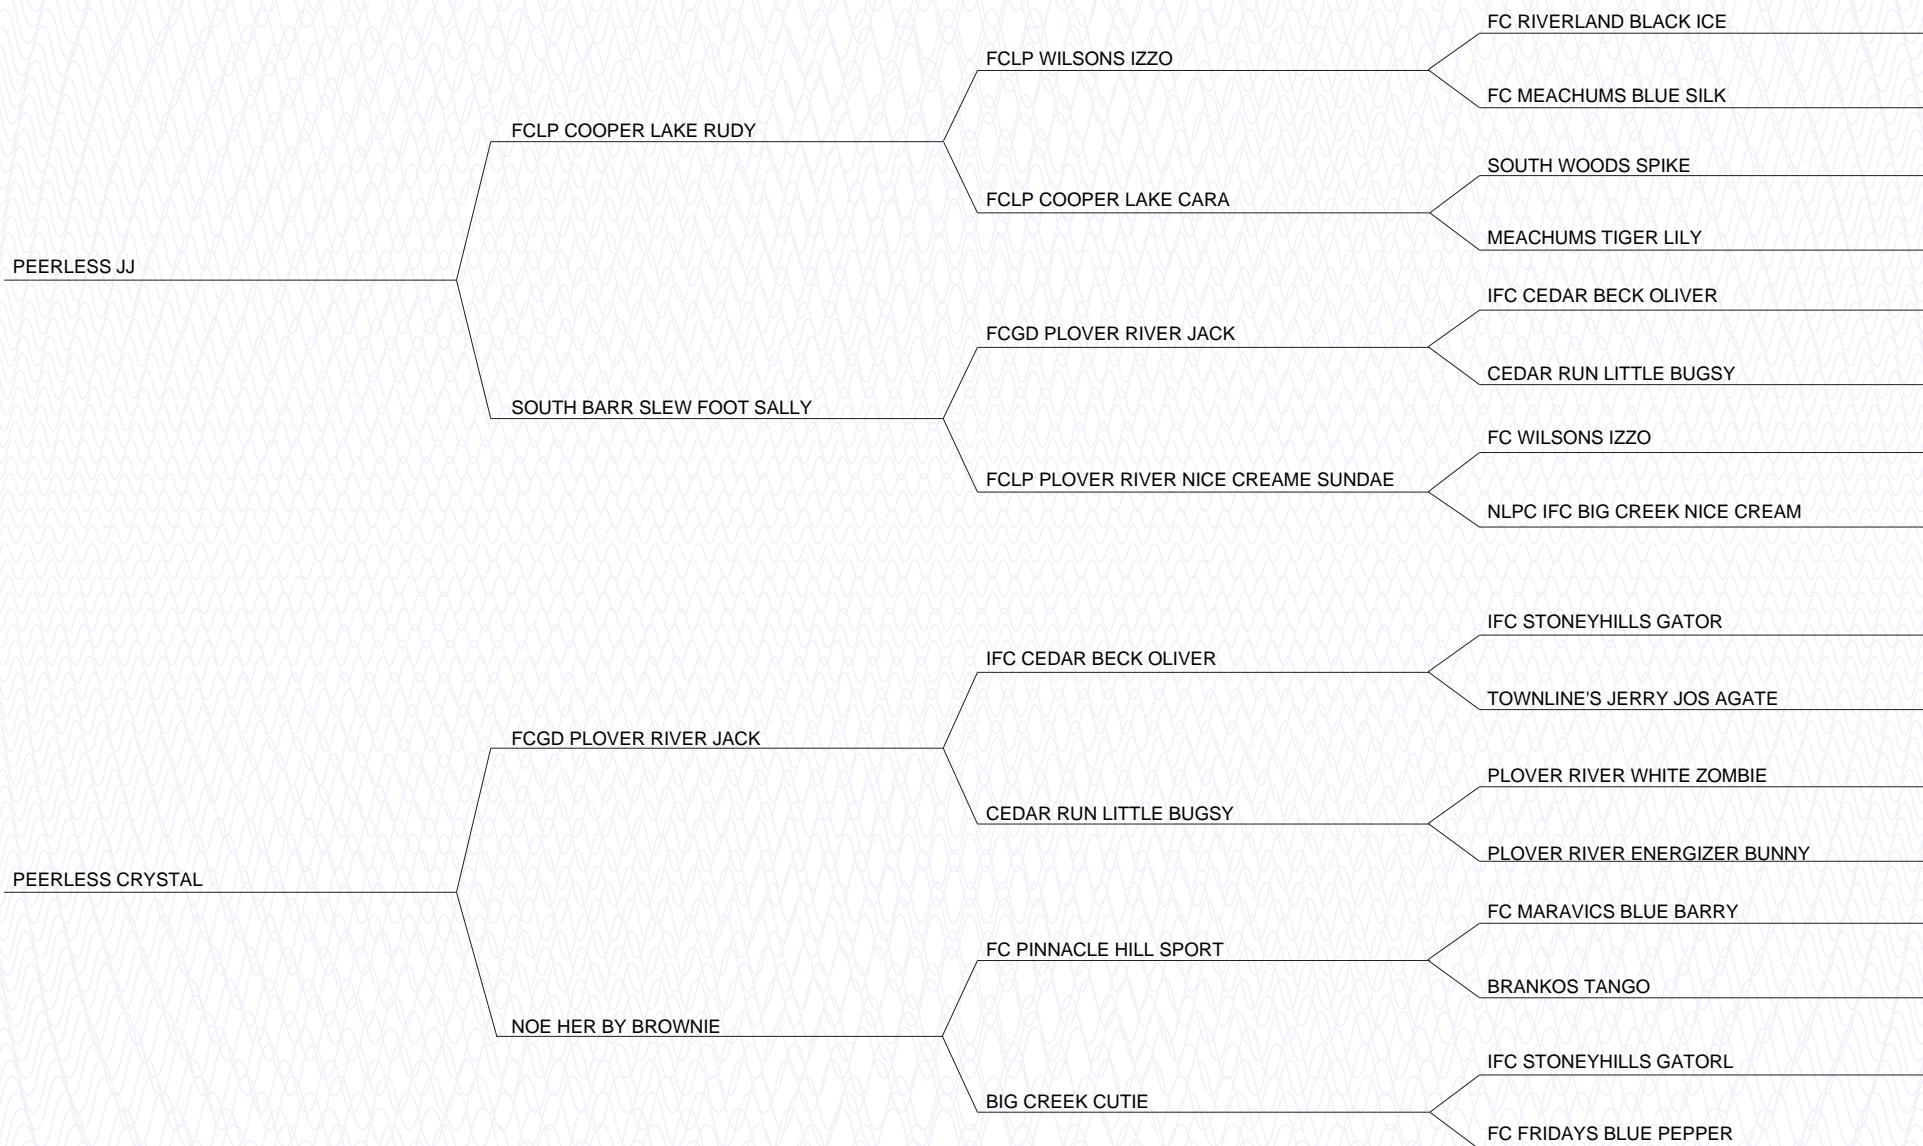 FC RIVERLAND BLACK ICE
FCLP WILSONS IZZO
FC MEACHUMS BLUE SILK
FCLP COOPER LAKE RUDY
SOUTH WOODS SPIKE
FCLP COOPER LAKE CARA
MEACHUMS TIGER LILY
PEERLESS JJ
IFC CEDAR BECK OLIVER
FCGD PLOVER RIVER JACK
CEDAR RUN LITTLE BUGSY
SOUTH BARR SLEW FOOT SALLY
FC WILSONS IZZO
FCLP PLOVER RIVER NICE CREAME SUNDAE
NLPC IFC BIG CREEK NICE CREAM
IFC STONEYHILLS GATOR
IFC CEDAR BECK OLIVER
TOWNLINE'S JERRY JOS AGATE
FCGD PLOVER RIVER JACK
PLOVER RIVER WHITE ZOMBIE
CEDAR RUN LITTLE BUGSY
PLOVER RIVER ENERGIZER BUNNY
PEERLESS CRYSTAL
FC MARAVICS BLUE BARRY
FC PINNACLE HILL SPORT
BRANKOS TANGO
NOE HER BY BROWNIE
IFC STONEYHILLS GATORL
BIG CREEK CUTIE
FC FRIDAYS BLUE PEPPER